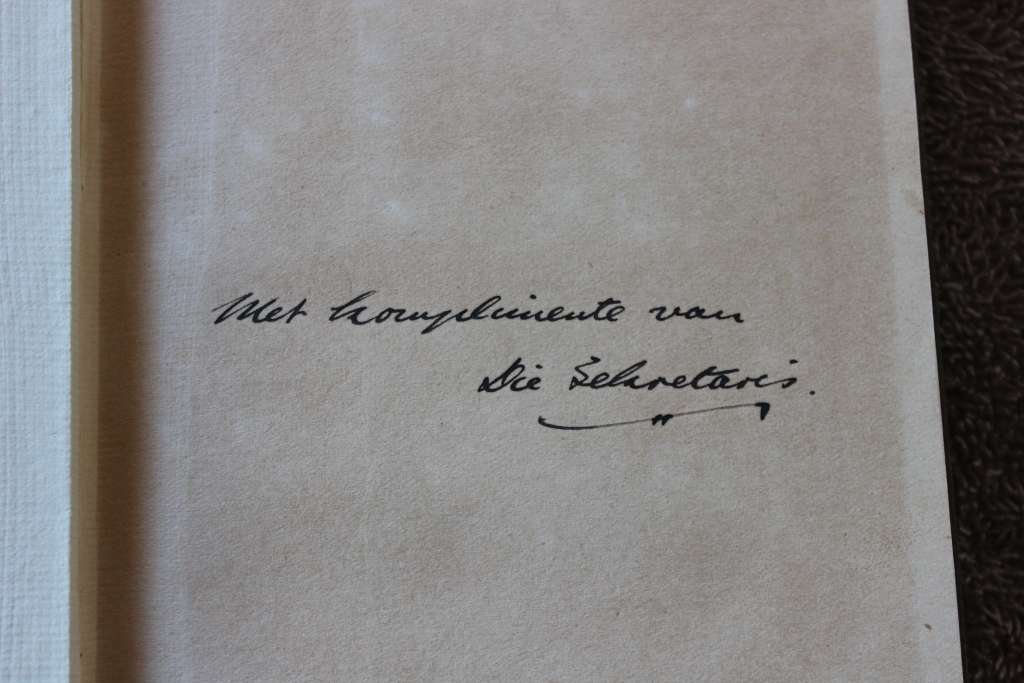 Met komplimente van
Die Sekretaris.